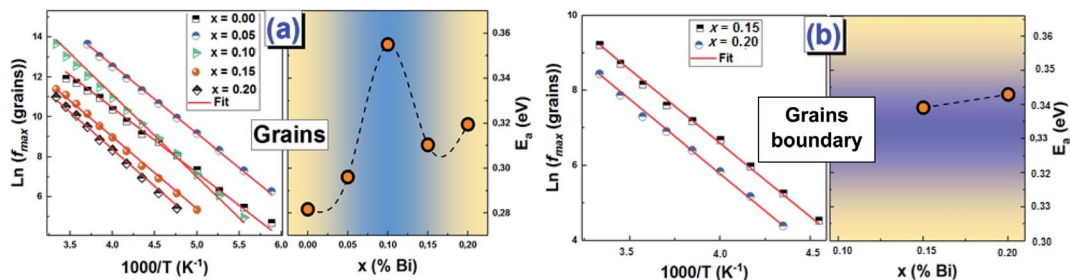 (a)
x = 0.00
x = 0.05
x = 0.10
x = 0.15
x = 0.20
Fit
14
12
10
8
6
Ln (f max (grains))
3.5
4.0
4.5
5.0
5.5
6.0
1000/T (K-1)
Grains
0.36
0.34
0.32
0.30
0.28
Ea (eV)
0.00
0,05
0,10
0,15
0,20
x (% Bi)
(b)
x = 0.15
x = 0.20
Fit
10
8
6
4
Ln (f max (grains))
3.5
4.0
4.5
1000/T (K-1)
Grains
boundary
0.36
0.35
0.34
0.33
0.32
0.31
0.30
Ea (eV)
0.10
0.15
0.20
x (% Bi)